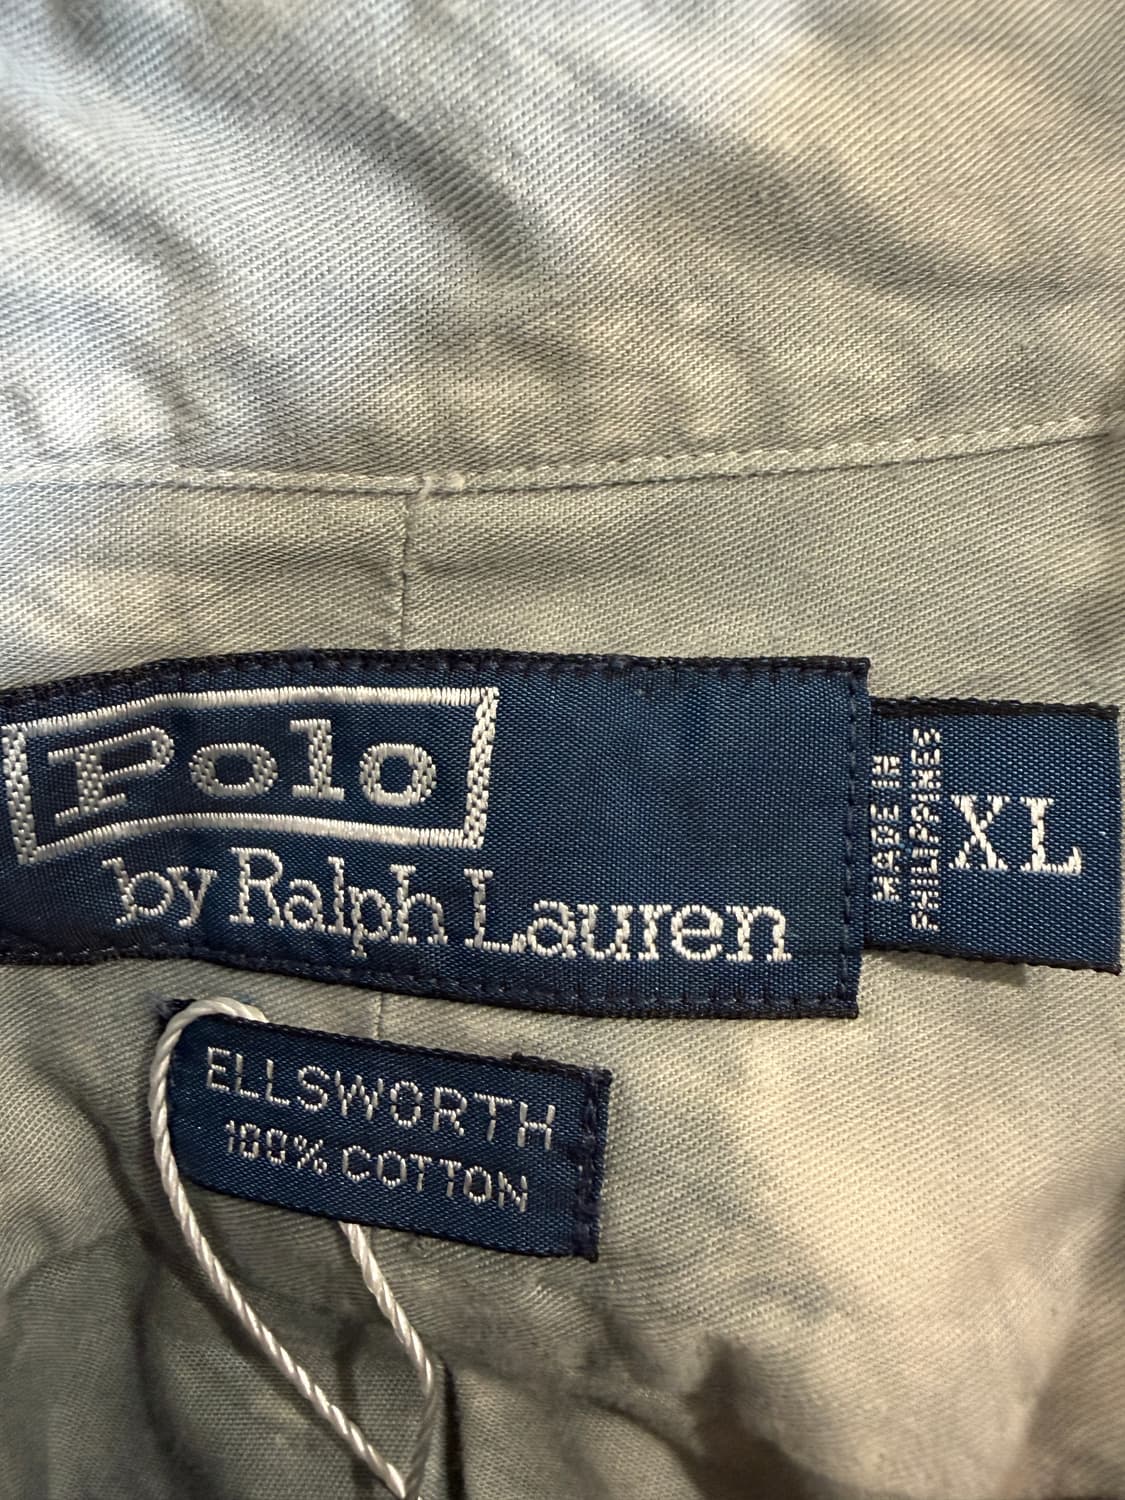 Polo
by Ralph Lauren
MADE IN
PHILIPPINES
XL
ELLSWORTH
100% COTTON